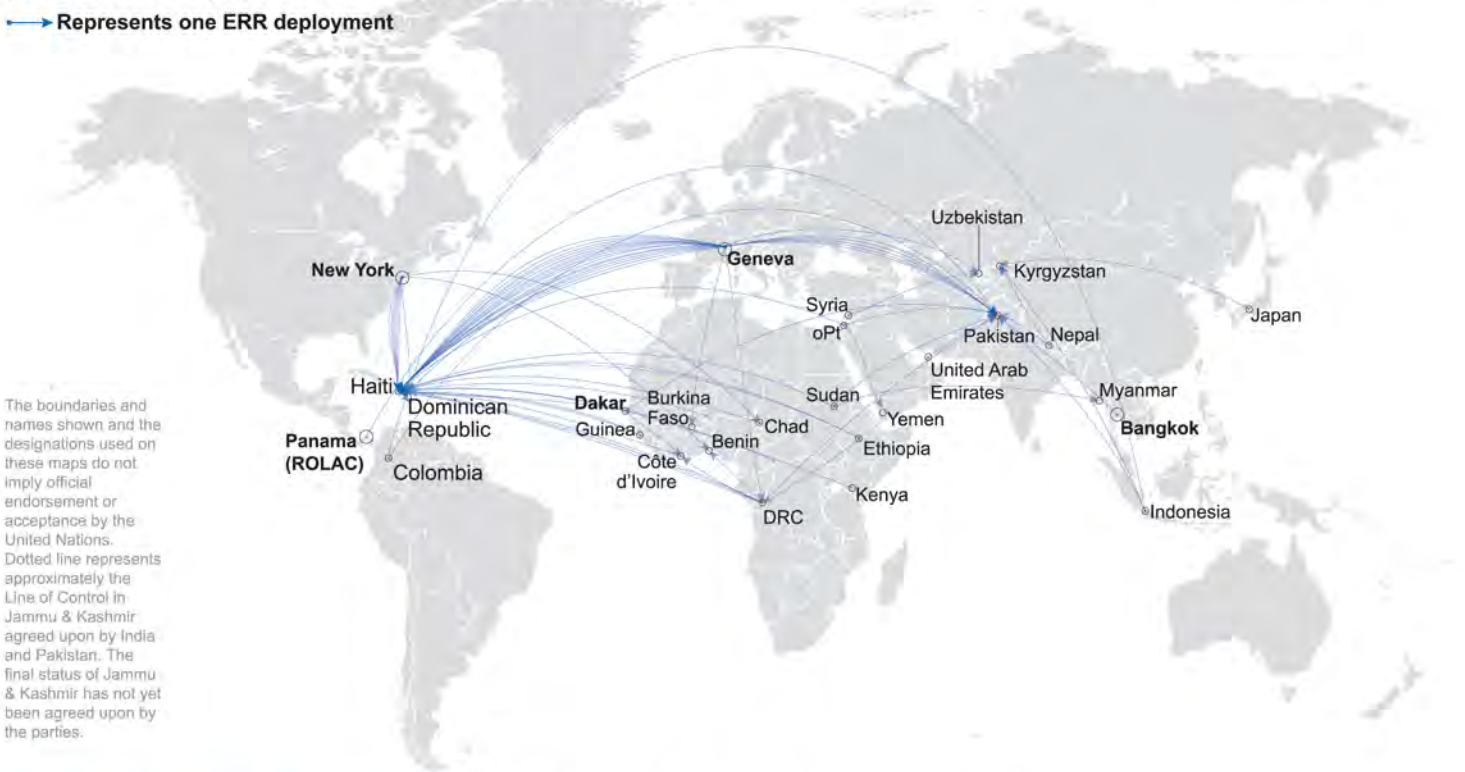 Represents one ERR deployment
Uzbekistan
New York
Geneva
Kyrgyzstan
Syria
oPt
Japan
Pakistan
Nepal
United Arab
Emirates
Haiti
Dominican
Republic
Dakar
Burkina
Faso
Sudan
Myanmar
Guinea
Chad
Yemen
Bangkok
Panama
(ROLAC)
Benin
Ethiopia
Colombia
Côte
d'Ivoire
Kenya
DRC
Indonesia
The boundaries and
names shown and the
designations used on
these maps do not
imply official
endorsement or
acceptance by the
United Nations.
Dotted line represents
approximately the
Line of Control in
Jammu & Kashmir
agreed upon by India
and Pakistan. The
final status of Jammu
& Kashmir has not yet
been agreed upon by
the parties.